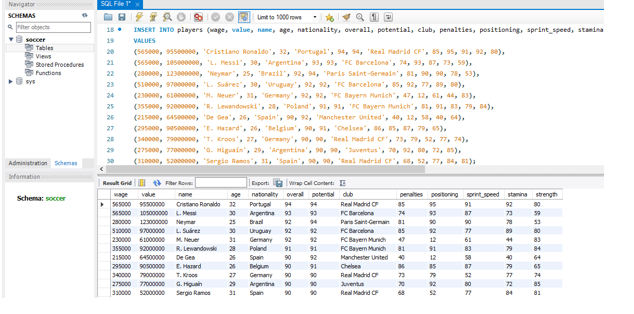 Navigator
SQL File 1*
SCHEMAS
Limit to 1000 rows
Filter objects
soccer
Tables
Views
Stored Procedures
Functions
sys
Administration Schemas
Information
Schema: soccer
18 INSERT INTO players (wage, value, name, age, nationality, overall, potential, club, penalties, positioning, sprint_speed, stamina
19 VALUES
20 (565000, 95500000, 'Cristiano Ronaldo', 32, 'Portugal', 94, 94, 'Real Madrid CF', 85, 95, 91, 92, 80),
21 (565000, 105000000, 'L. Messi', 30, 'Argentina', 93, 93, 'FC Barcelona', 74, 93, 87, 73, 59),
22 (280000, 123000000, 'Neymar', 25, 'Brazil', 92, 94, 'Paris Saint-Germain', 81, 90, 90, 78, 53),
23 (510000, 97000000, 'L. Suárez', 30, 'Uruguay', 92, 92, 'FC Barcelona', 85, 92, 77, 89, 80),
24 (230000, 61000000, 'M. Neuer', 31, 'Germany', 92, 92, 'FC Bayern Munich', 47, 12, 61, 44, 83),
25 (355000, 92000000, 'R. Lewandowski', 28, 'Poland', 91, 91, 'FC Bayern Munich', 81, 91, 83, 79, 84),
26 (215000, 64500000, 'De Gea', 26, 'Spain', 90, 92, 'Manchester United', 40, 12, 58, 40, 64),
27 (295000, 90500000, 'E. Hazard', 26, 'Belgium', 90, 91, 'Chelsea', 86, 85, 87, 79, 65),
28 (340000, 79000000, 'T. Kroos', 27, 'Germany', 90, 90, 'Real Madrid CF', 73, 79, 52, 77, 74),
29 (275000, 77000000, 'G. Higuaín', 29, 'Argentina', 90, 90, 'Juventus', 70, 92, 80, 72, 85),
30 (310000, 52000000, 'Sergio Ramos', 31, 'Spain', 90, 90, 'Real Madrid CF', 68, 52, 77, 84, 81);
Result Grid Filter Rows: Export: Wrap Cell Content:
wage value name age nationality overall potential club penalties positioning sprint_speed stamina strength
565000 95500000 Cristiano Ronaldo 32 Portugal 94 94 Real Madrid CF 85 95 91 92 80
565000 105000000 L. Messi 30 Argentina 93 93 FC Barcelona 74 93 87 73 59
280000 123000000 Neymar 25 Brazil 92 94 Paris Saint-Germain 81 90 90 78 53
510000 97000000 L. Suárez 30 Uruguay 92 92 FC Barcelona 85 92 77 89 80
230000 61000000 M. Neuer 31 Germany 92 92 FC Bayern Munich 47 12 61 44 83
355000 92000000 R. Lewandowski 28 Poland 91 91 FC Bayern Munich 81 91 83 79 84
215000 64500000 De Gea 26 Spain 90 92 Manchester United 40 12 58 40 64
295000 90500000 E. Hazard 26 Belgium 90 91 Chelsea 86 85 87 79 65
340000 79000000 T. Kroos 27 Germany 90 90 Real Madrid CF 73 79 52 77 74
275000 77000000 G. Higuaín 29 Argentina 90 90 Juventus 70 92 80 72 85
310000 52000000 Sergio Ramos 31 Spain 90 90 Real Madrid CF 68 52 77 84 81